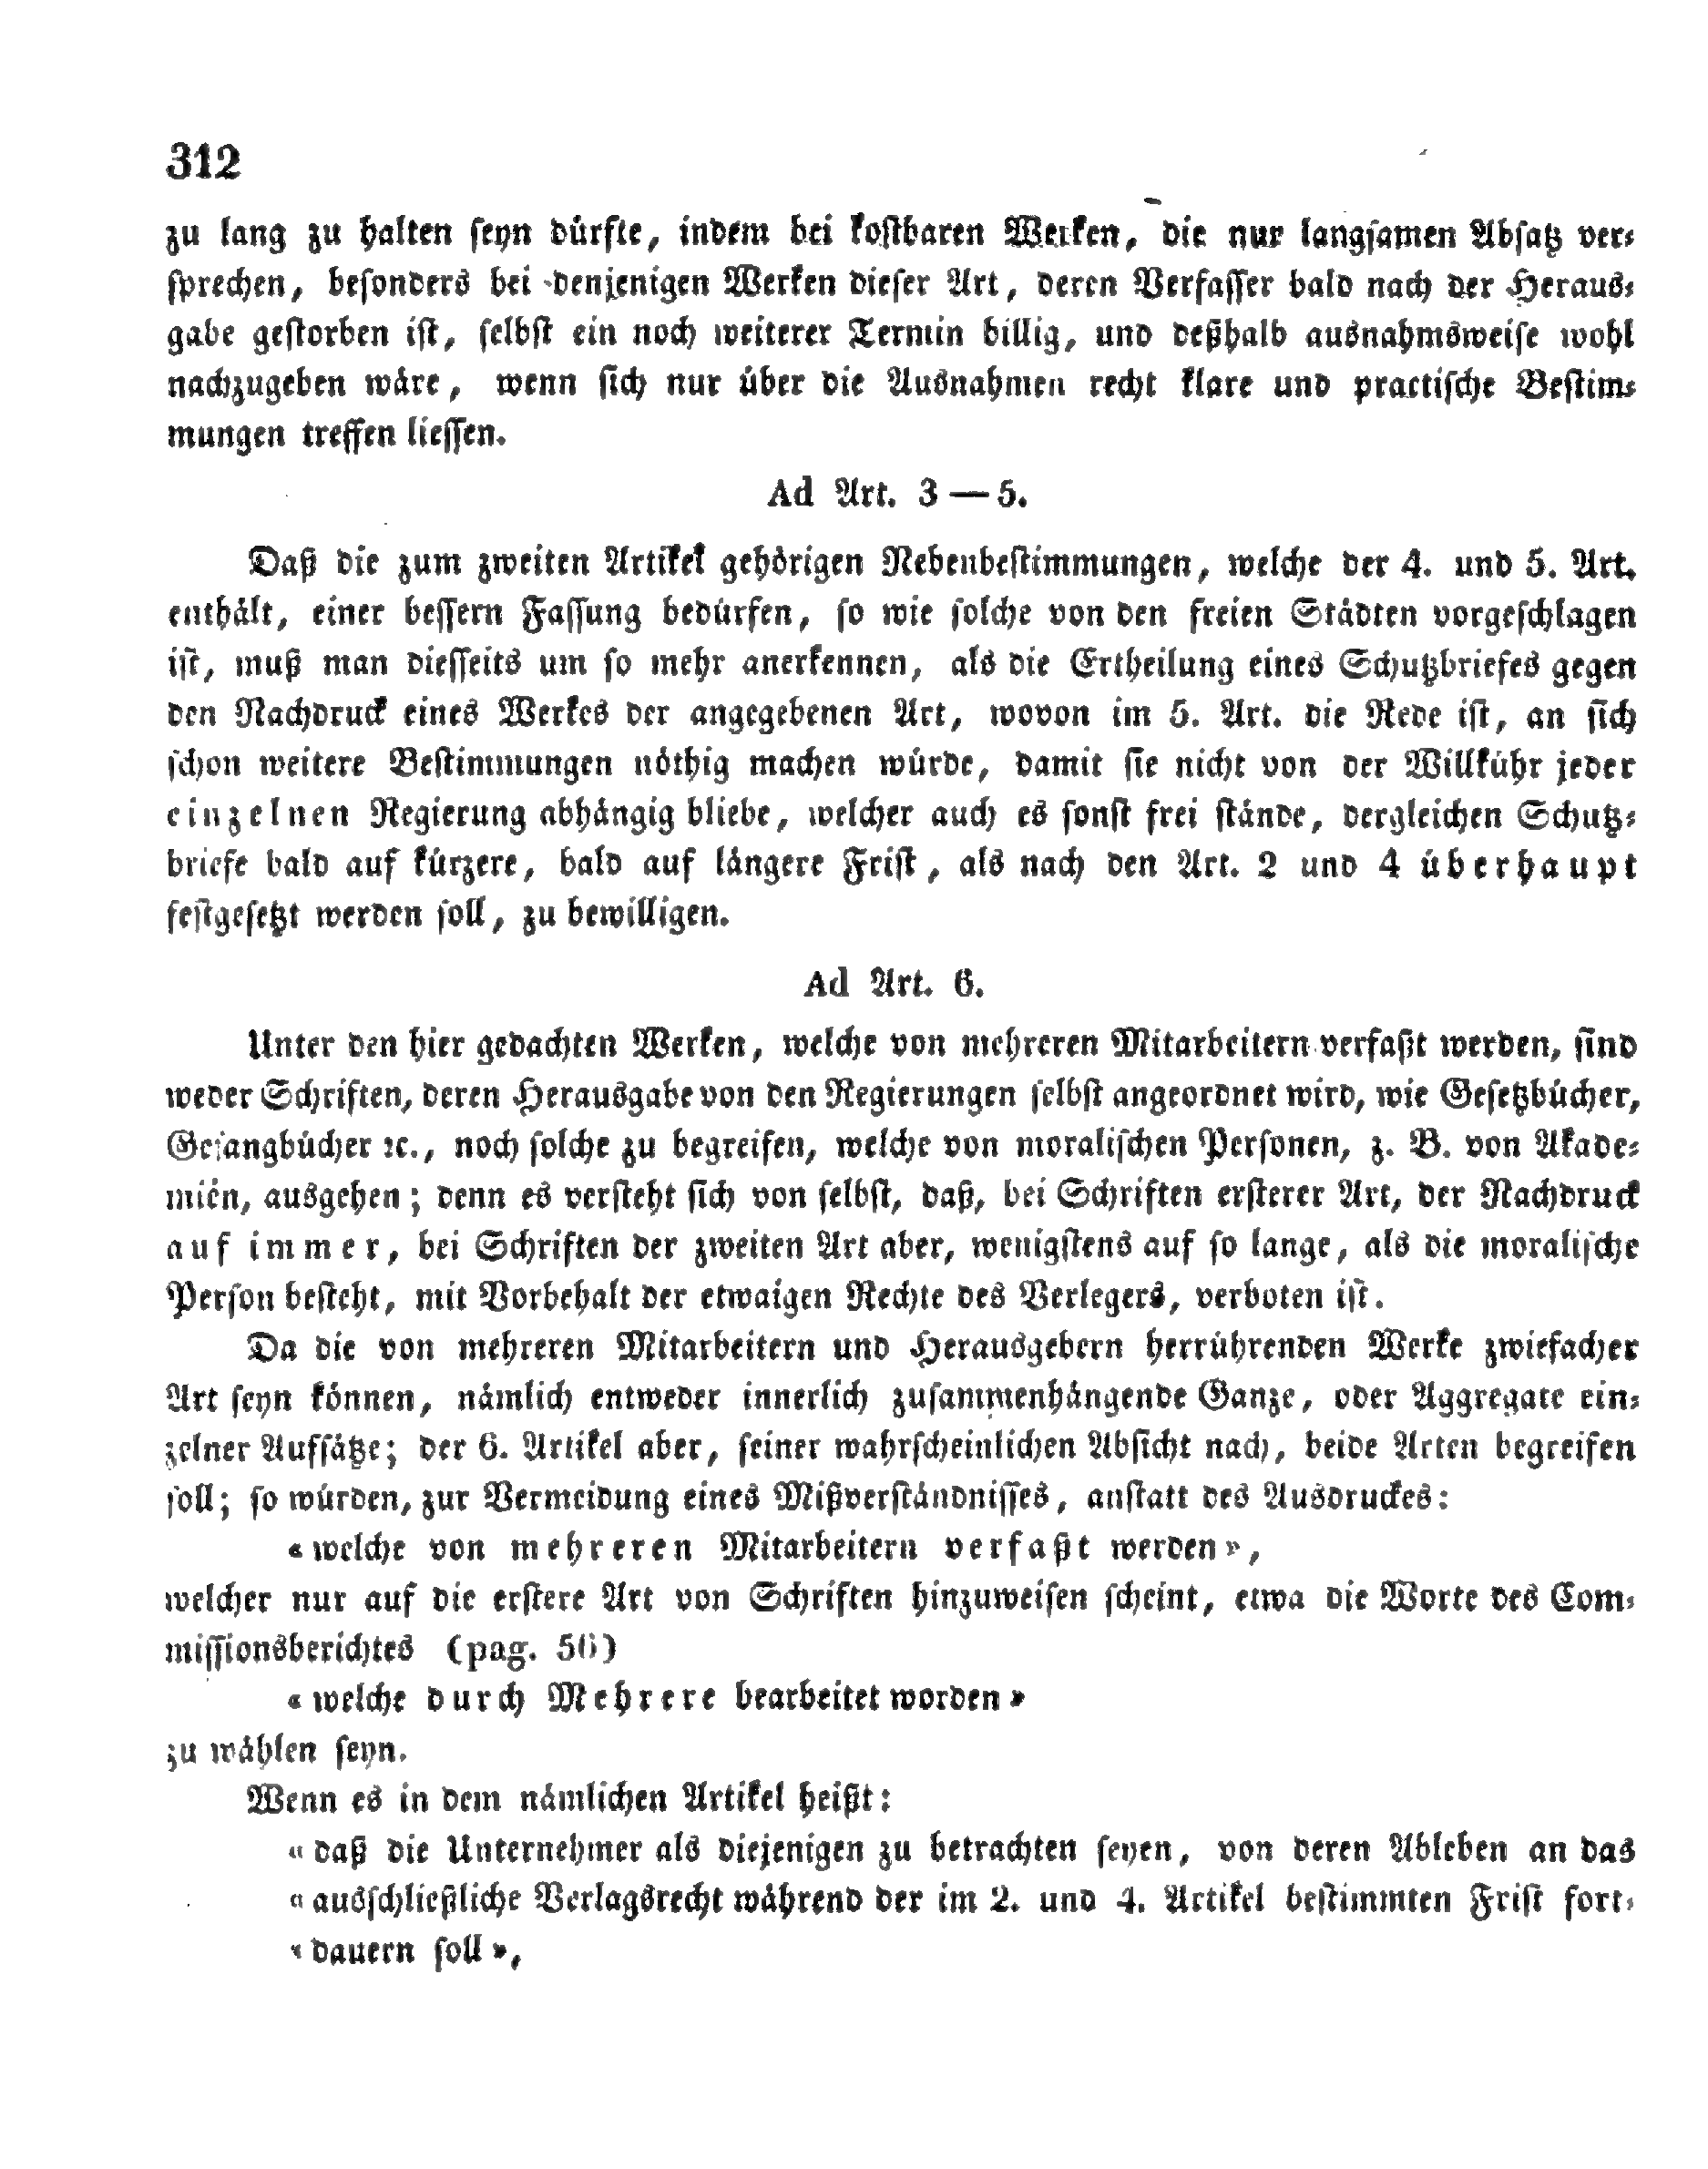 312
zu lang zu halten seyn dürfte, indem bei kostbaren Werken, die nur langsamen Absatz ver-
sprechen, besonders bei denjenigen Werken dieser Art, deren Verfasser bald nach der Heraus-
gabe gestorben ist, selbst ein noch weiterer Termin billig, und deßhalb ausnahmsweise wohl
nachzugeben wäre, wenn sich nur über die Ausnahmen recht klare und practische Bestim-
mungen treffen liessen.
Ad Art. 3 — 5.
Daß die zum zweiten Artikel gehörigen Nebenbestimmungen, welche der 4. und 5. Art.
enthält, einer bessern Fassung bedürfen, so wie solche von den freien Städten vorgeschlagen
ist, muß man diesseits um so mehr anerkennen, als die Ertheilung eines Schutzbriefes gegen
den Nachdruck eines Werkes der angegebenen Art, wovon im 5. Art. die Rede ist, an sich
schon weitere Bestimmungen nöthig machen würde, damit sie nicht von der Willkühr jeder
einzelnen Regierung abhängig bliebe, welcher auch es sonst frei stände, dergleichen Schutz-
briefe bald auf kürzere, bald auf längere Frist, als nach den Art. 2 und 4 überhaupt
festgesetzt werden soll, zu bewilligen.
Ad Art. 6.
Unter den hier gedachten Werken, welche von mehreren Mitarbeitern verfaßt werden, sind
weder Schriften, deren Herausgabe von den Regierungen selbst angeordnet wird, wie Gesetzbücher,
Gesangbücher ꝛc., noch solche zu begreifen, welche von moralischen Personen, z. B. von Akade-
mién, ausgehen; denn es versteht sich von selbst, daß, bei Schriften ersterer Art, der Nachdruck
auf immer, bei Schriften der zweiten Art aber, wenigstens auf so lange, als die moralische
Person besteht, mit Vorbehalt der etwaigen Rechte des Verlegers, verboten ist.
Da die von mehreren Mitarbeitern und Herausgebern herrührenden Werke zwiefacher
Art seyn können, nämlich entweder innerlich zusammenhängende Ganze, oder Aggregate ein-
zelner Aufsätze; der 6. Artikel aber, seiner wahrscheinlichen Absicht nach, beide Arten begreifen
soll; so würden, zur Vermeidung eines Mißverständnisses, anstatt des Ausdruckes:
« welche von mehreren Mitarbeitern verfaßt werden »,
welcher nur auf die erstere Art von Schriften hinzuweisen scheint, etwa die Worte des Com-
missionsberichtes (pag. 56)
« welche durch Mehrere bearbeitet worden »
zu wählen seyn.
Wenn es in dem nämlichen Artikel heißt:
« daß die Unternehmer als diejenigen zu betrachten seyen, von deren Ableben an das
« ausschließliche Verlagsrecht während der im 2. und 4. Artikel bestimmten Frist fort-
« dauern soll »,